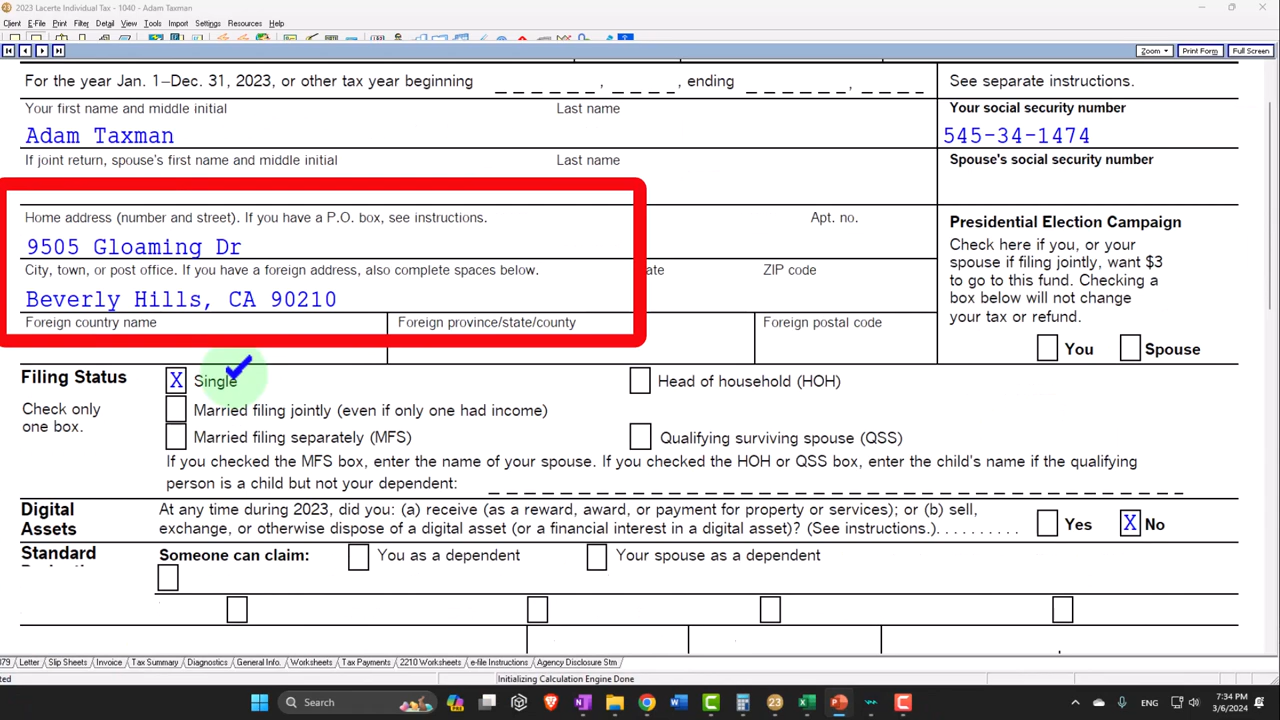 2023 Lacerte Individual Tax - 1040 - Adam Taxman
Client E-File Print Filter Detail View Tools Import Settings Resources Help
Zoom Print Form Full Screen
For the year Jan. 1–Dec. 31, 2023, or other tax year beginning , ending , See separate instructions.
Your first name and middle initial Last name Your social security number
Adam Taxman 545-34-1474
If joint return, spouse's first name and middle initial Last name Spouse's social security number
Home address (number and street). If you have a P.O. box, see instructions. Apt. no.
9505 Gloaming Dr
City, town, or post office. If you have a foreign address, also complete spaces below. ZIP code
Beverly Hills, CA 90210
Foreign country name Foreign province/state/county Foreign postal code
Presidential Election Campaign
Check here if you, or your
spouse if filing jointly, want $3
to go to this fund. Checking a
box below will not change
your tax or refund.
You Spouse
Filing Status X Single Head of household (HOH)
Check only
one box.
Married filing jointly (even if only one had income)
Married filing separately (MFS) Qualifying surviving spouse (QSS)
If you checked the MFS box, enter the name of your spouse. If you checked the HOH or QSS box, enter the child's name if the qualifying
person is a child but not your dependent:
Digital
Assets
At any time during 2023, did you: (a) receive (as a reward, award, or payment for property or services); or (b) sell,
exchange, or otherwise dispose of a digital asset (or a financial interest in a digital asset)? (See instructions.). . . . . . . . . . Yes X No
Standard Someone can claim: You as a dependent Your spouse as a dependent
Letter Slip Sheets Invoice Tax Summary Diagnostics General Info. Worksheets Tax Payments 2210 Worksheets e-file Instructions Agency Disclosure Stm
Initializing Calculation Engine Done
Search
ENG
7:34 PM
3/6/2024